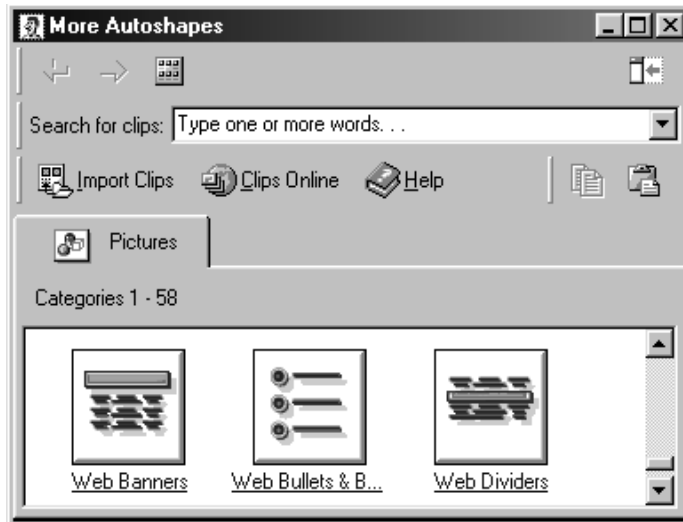 More Autoshapes
Search for clips: Type one or more words. . .
Import Clips Clips Online Help
Pictures
Categories 1 - 58
Web Banners Web Bullets & B... Web Dividers